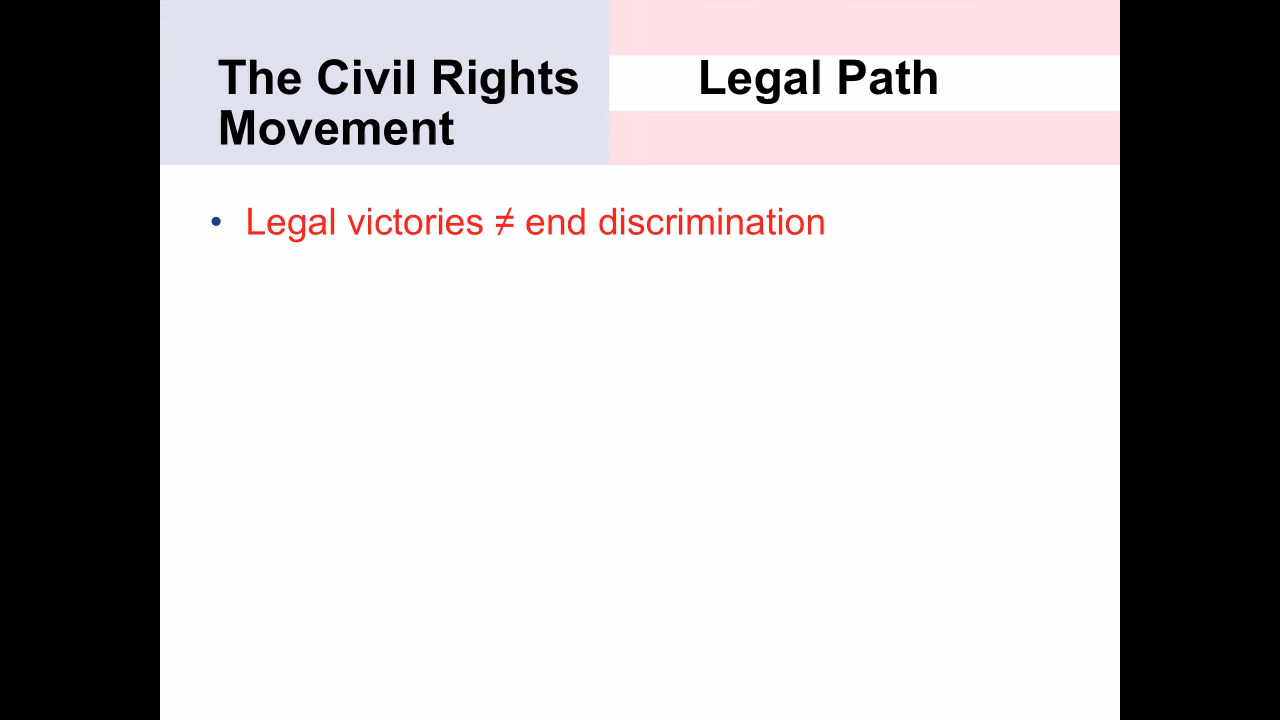 The Civil Rights
Movement
Legal Path
• Legal victories ≠ end discrimination